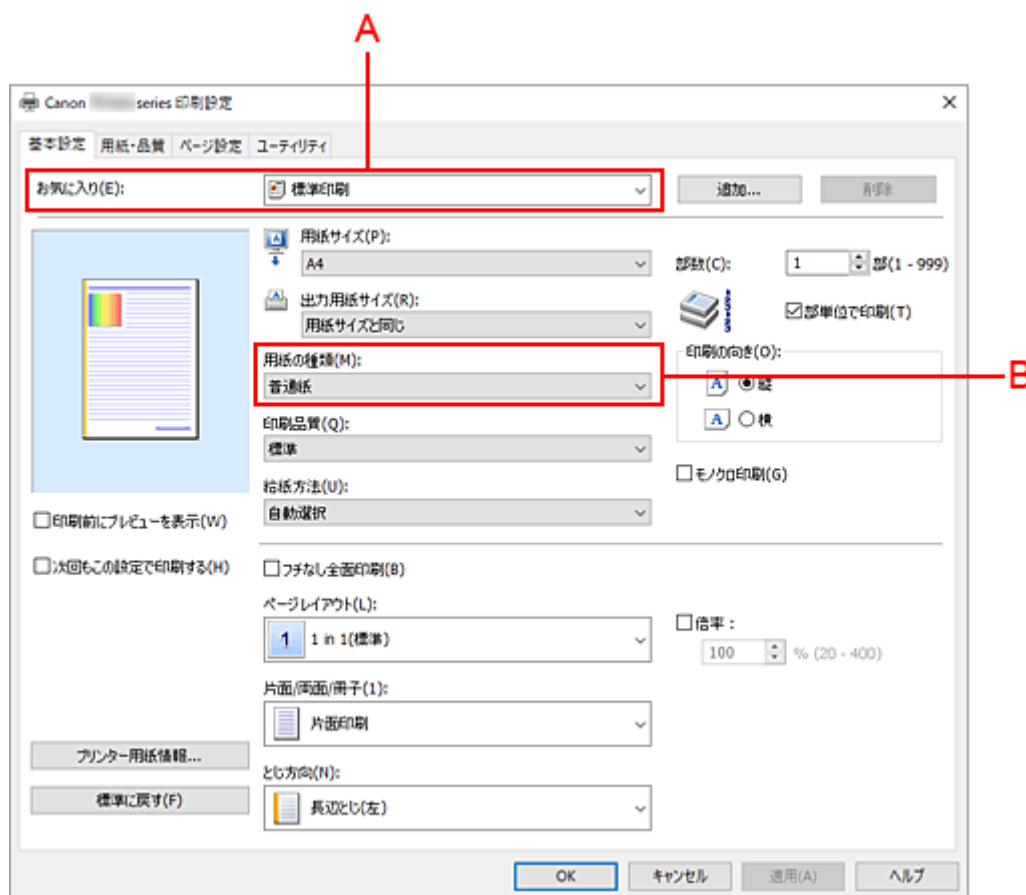 A
Canon series 印刷設定
基本設定 用紙・品質 ページ設定 ユーティリティ
お気に入り(E): 標準印刷 追加... 削除
用紙サイズ(P):
A4
部数(C): 1 部(1 - 999)
出力用紙サイズ(R):
用紙サイズと同じ
部単位で印刷(T)
用紙の種類(M):
普通紙
印刷の向き(O):
A 縦
A 横
B
印刷品質(Q):
標準
モノクロ印刷(G)
給紙方法(U):
自動選択
印刷前にプレビューを表示(W)
次回もこの設定で印刷する(H)
フチなし全面印刷(B)
ページレイアウト(L):
1 1 in 1(標準)
倍率：
100 % (20 - 400)
片面/両面/冊子(1):
片面印刷
プリンター用紙情報...
とじ方向(N):
長辺とじ(左)
標準に戻す(F)
OK キャンセル 適用(A) ヘルプ